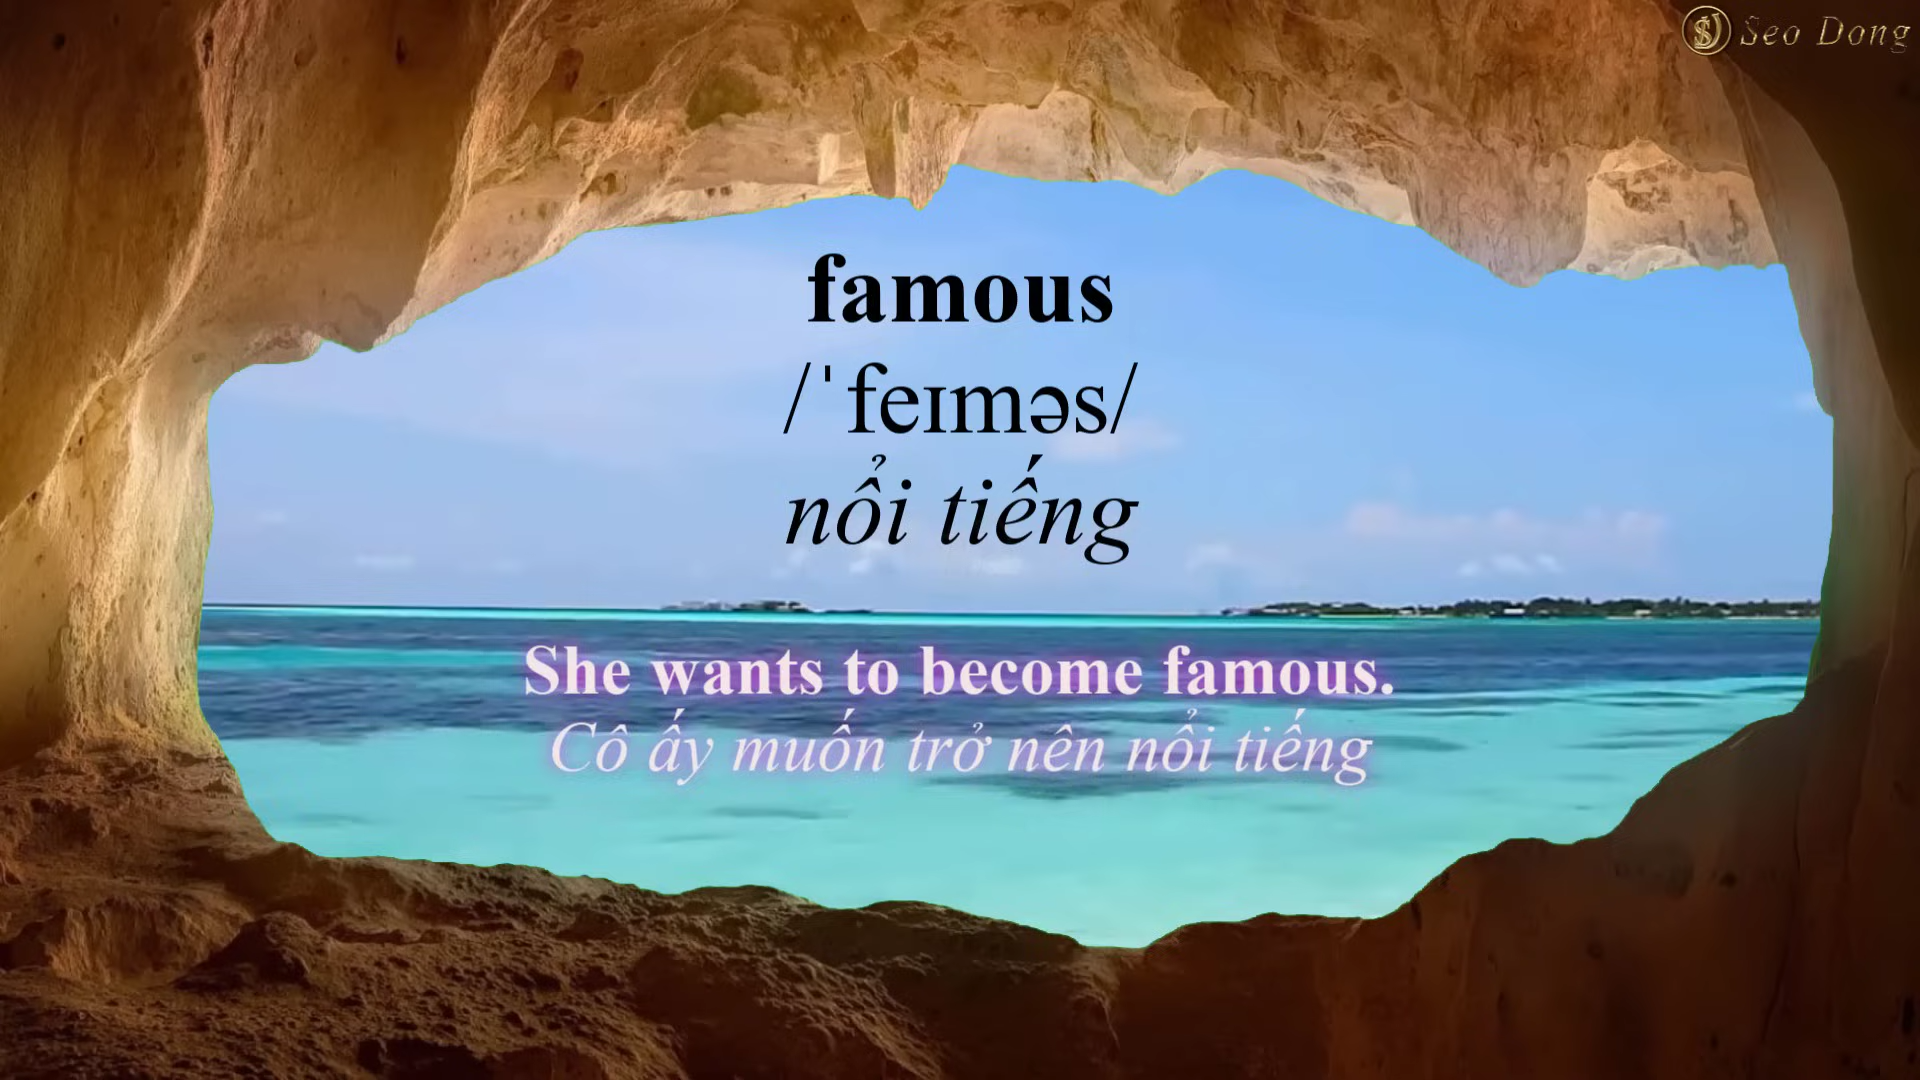 Seo Dong
famous
/ˈfeɪməs/
nổi tiếng
She wants to become famous.
Cô ấy muốn trở nên nổi tiếng